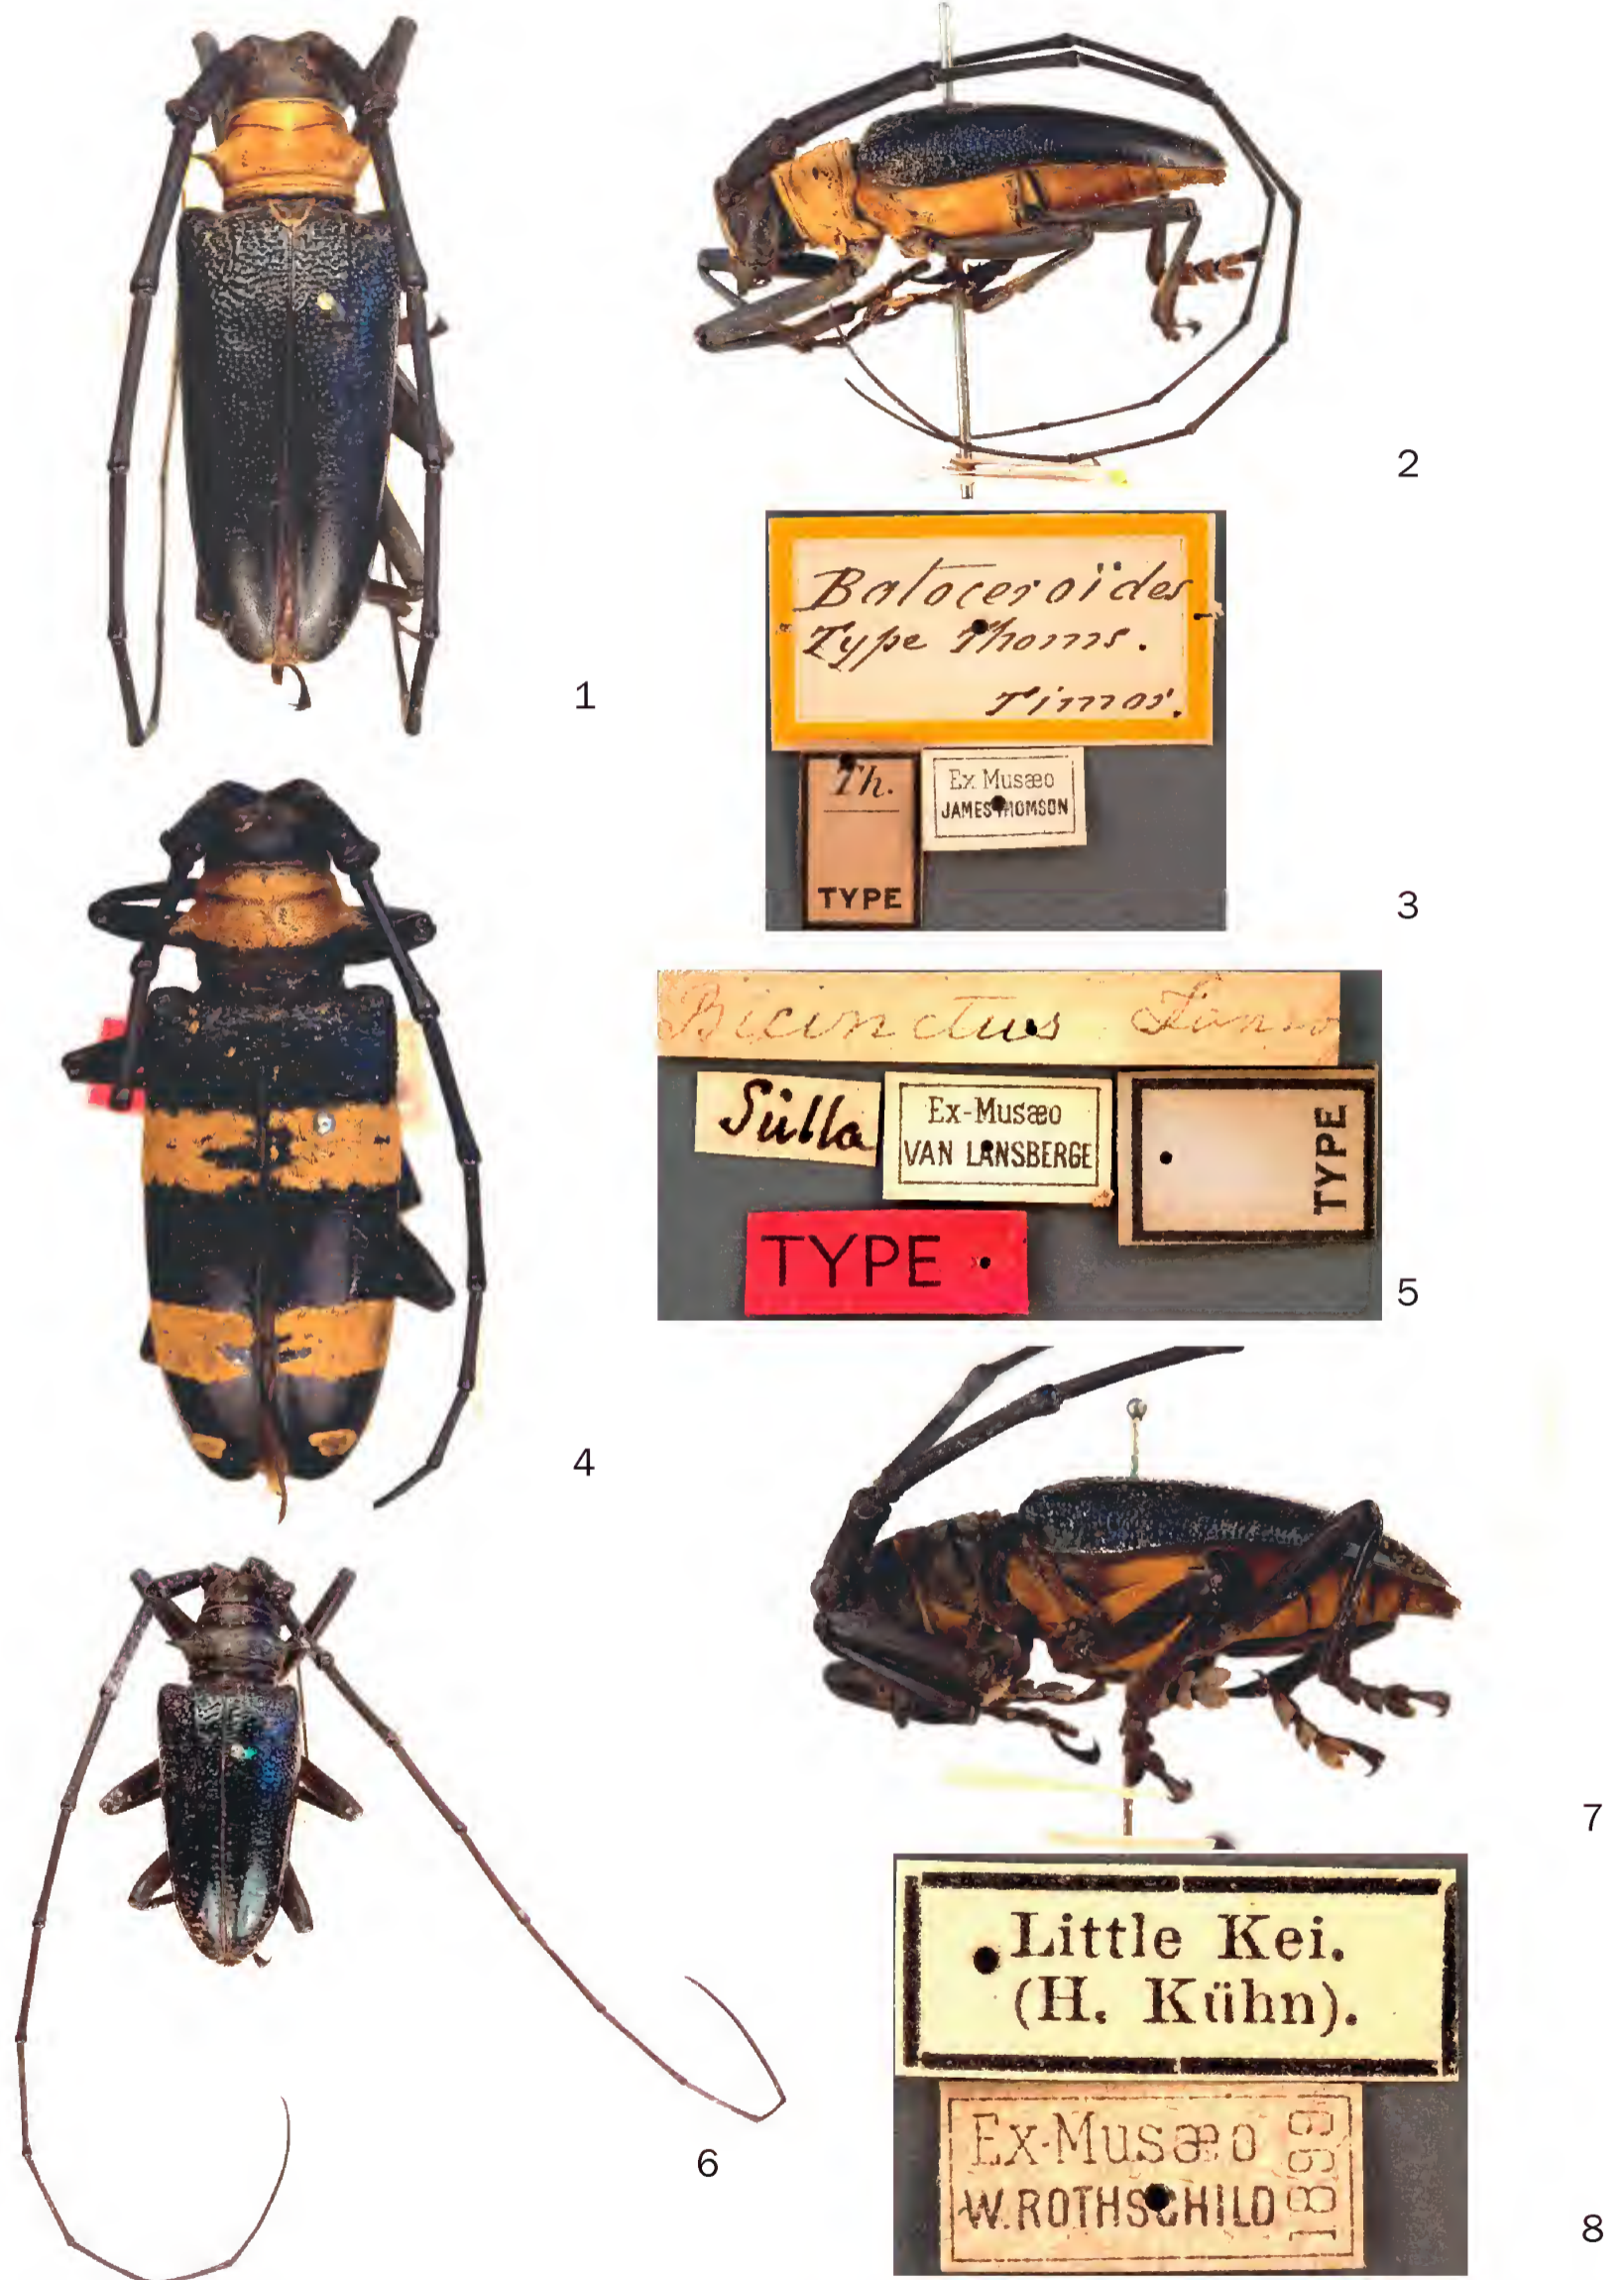 1
2
Batoceroïdes
Type Thoms.
Timor.
Th.
TYPE
Ex Musæo
JAMES THOMSON
3
4
Bicinctus
Sülla
Ex-Musæo
VAN LANSBERGE
TYPE
TYPE
5
6
7
Little Kei.
(H. Kühn).
Ex-Musæo
W. ROTHSCHILD
1899
8